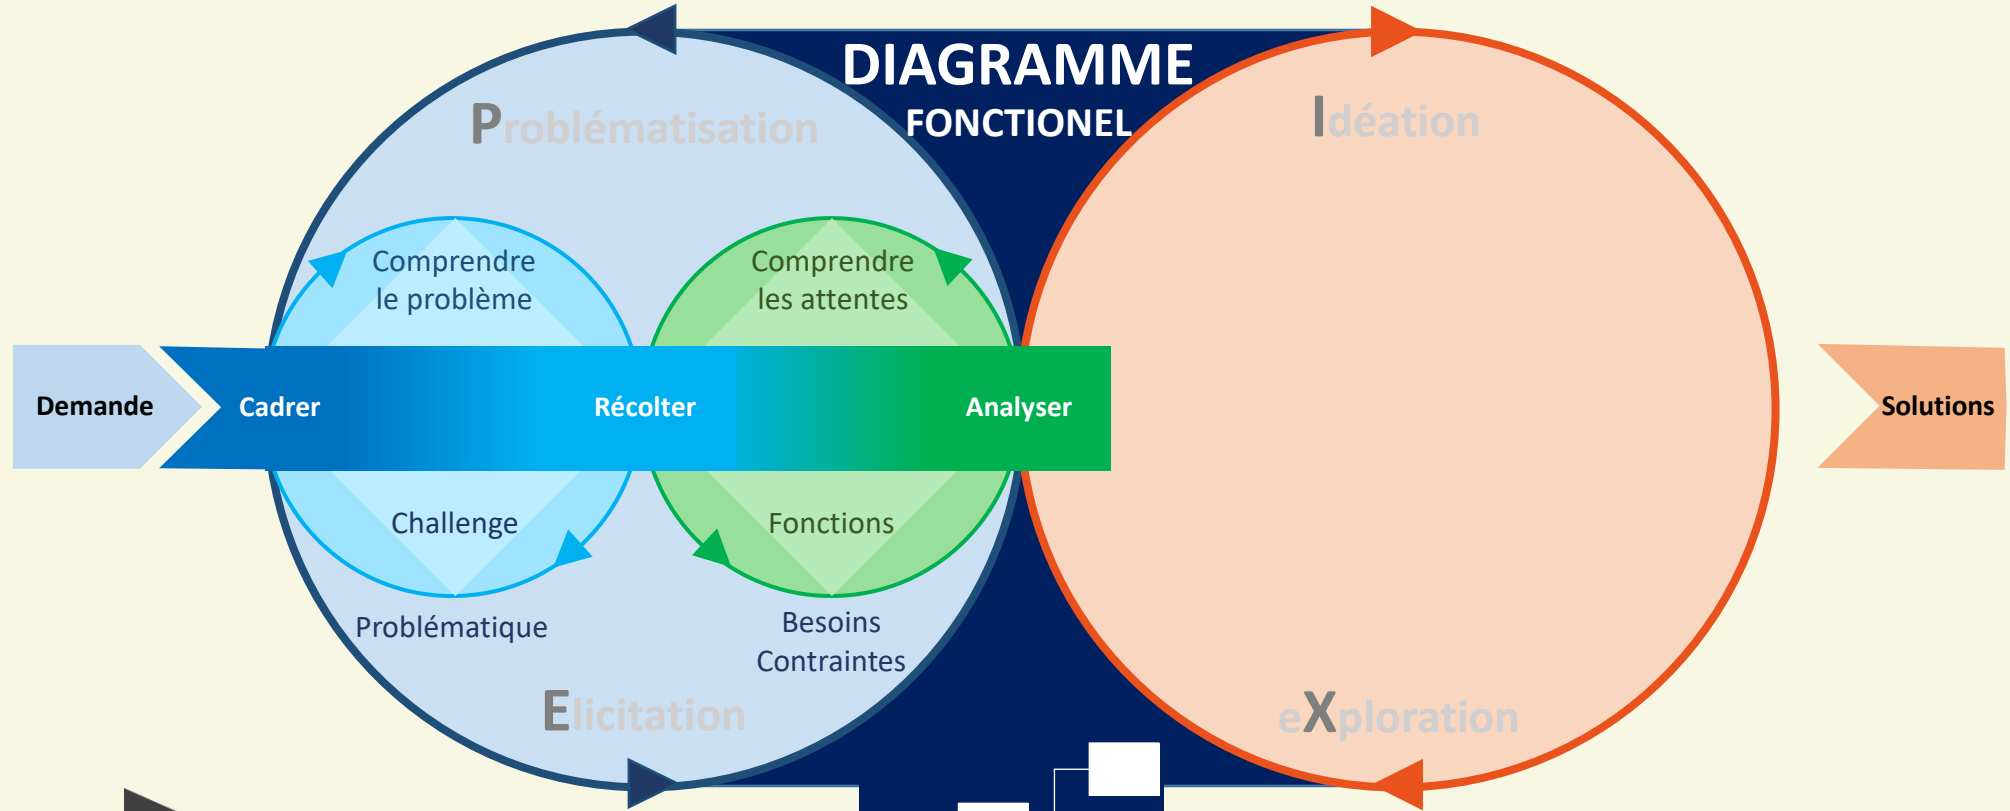 DIAGRAMME
FONCTIONEL
Problématisation
Idéation
Comprendre
le problème
Comprendre
les attentes
Demande
Cadrer
Récolter
Analyser
Solutions
Challenge
Fonctions
Problématique
Besoins
Contraintes
Elicitation
eXploration